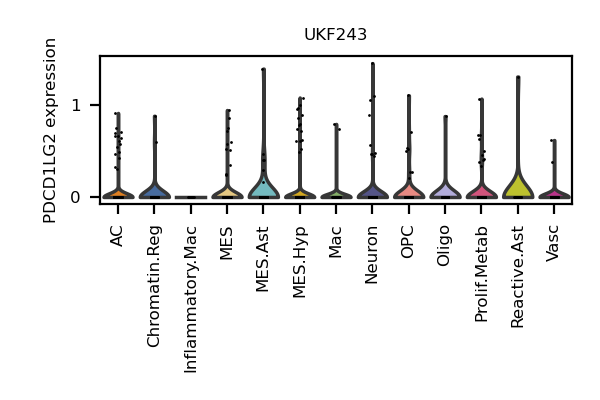 UKF243
PDCD1LG2 expression
1
0
AC
Chromatin.Reg
Inflammatory.Mac
MES
MES.Ast
MES.Hyp
Mac
Neuron
OPC
Oligo
Prolif.Metab
Reactive.Ast
Vasc